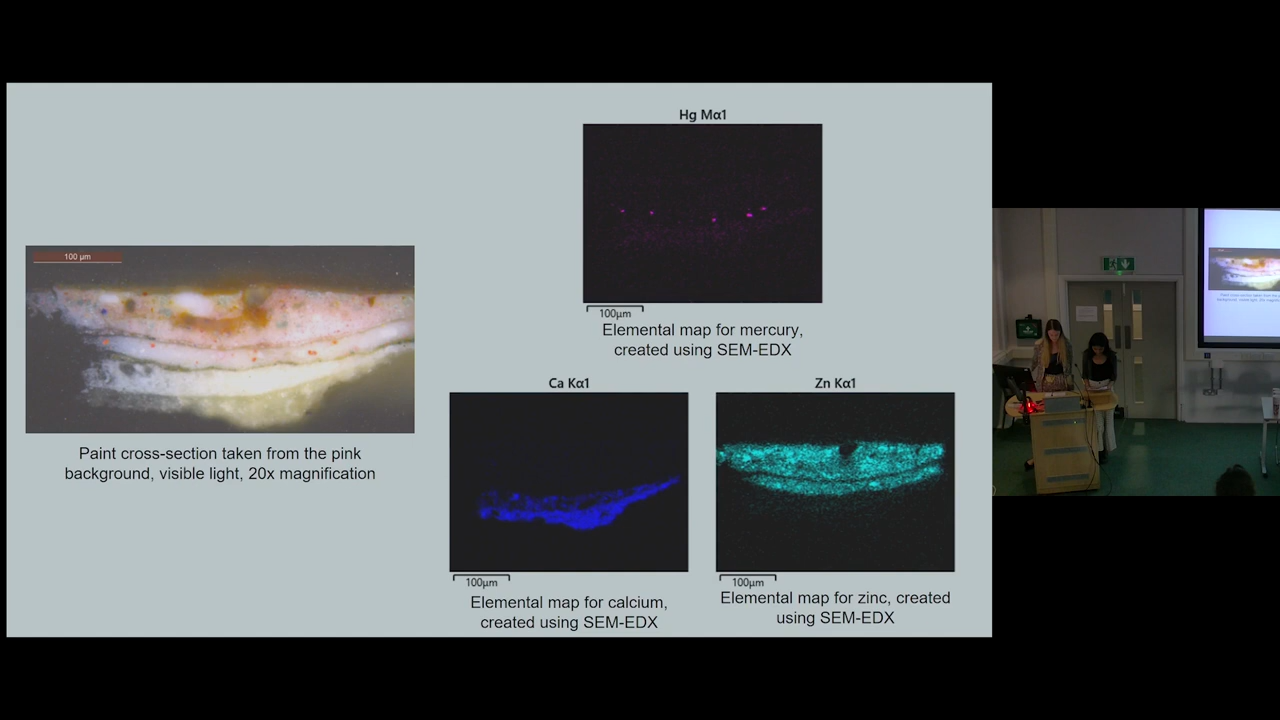 Hg Mα1
100 μm
100μm
Elemental map for mercury,
created using SEM-EDX
Paint cross-section taken from the pink
background, visible light, 20x magnification
Ca Kα1
Zn Kα1
100μm
100μm
Elemental map for calcium,
created using SEM-EDX
Elemental map for zinc, created
using SEM-EDX